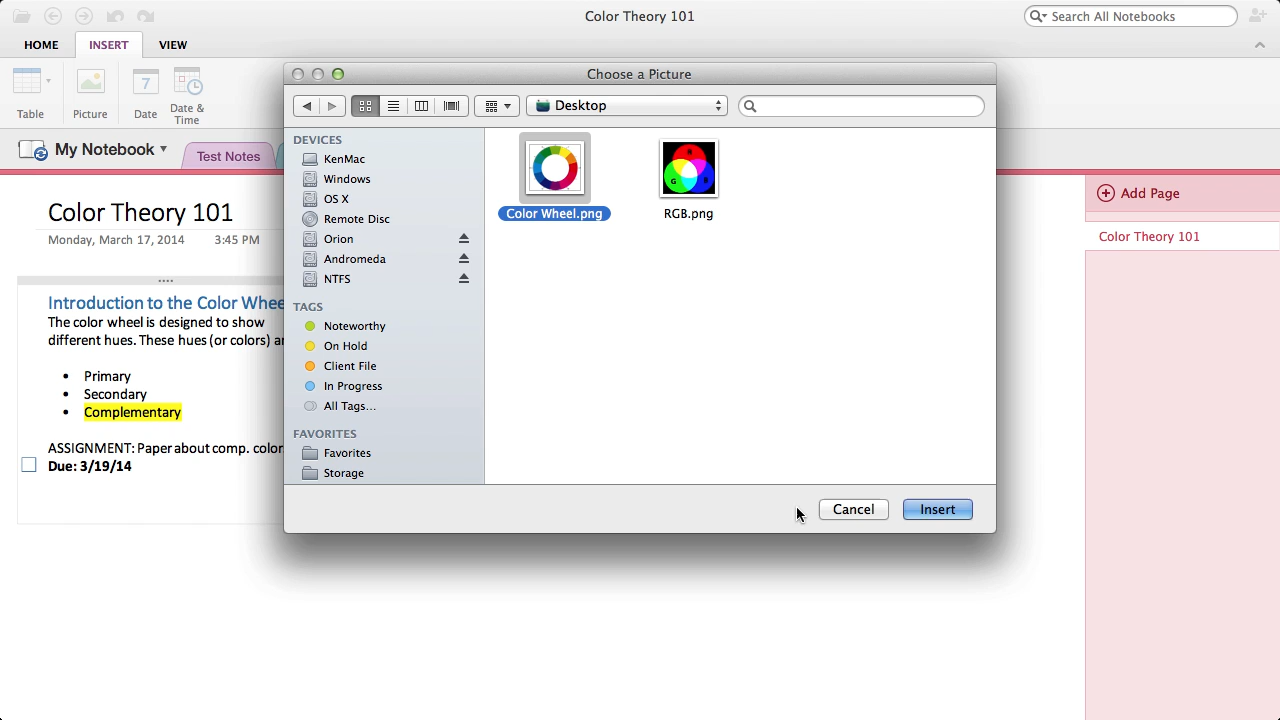 Color Theory 101
Search All Notebooks
HOME
INSERT
VIEW
Table
Picture
7
Date
Date & Time
My Notebook
Test Notes
Choose a Picture
Desktop
DEVICES
KenMac
Windows
OS X
Remote Disc
Orion
Andromeda
NTFS
TAGS
Noteworthy
On Hold
Client File
In Progress
All Tags...
FAVORITES
Favorites
Storage
Color Wheel.png
R
G
B
RGB.png
Cancel
Insert
Color Theory 101
Monday, March 17, 2014 3:45 PM
Introduction to the Color Whee
The color wheel is designed to show
different hues. These hues (or colors) ar
• Primary
• Secondary
• Complementary
ASSIGNMENT: Paper about comp. color
Due: 3/19/14
Add Page
Color Theory 101